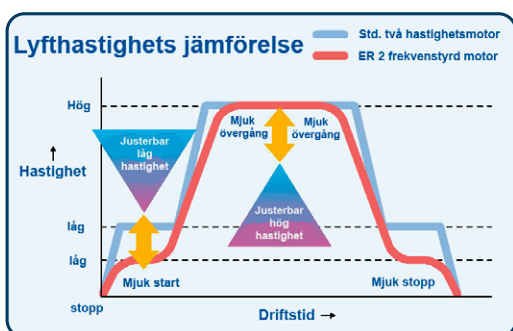 Lyfthastighets jämförelse
Std. två hastighetsmotor
ER 2 frekvenstyrd motor
Hög
Mjuk
övergång
Mjuk
övergång
Justerbar
låg
hastighet
↑
Hastighet
Justerbar
hög
hastighet
låg
låg
Mjuk start
Mjuk stopp
stopp
Driftstid →